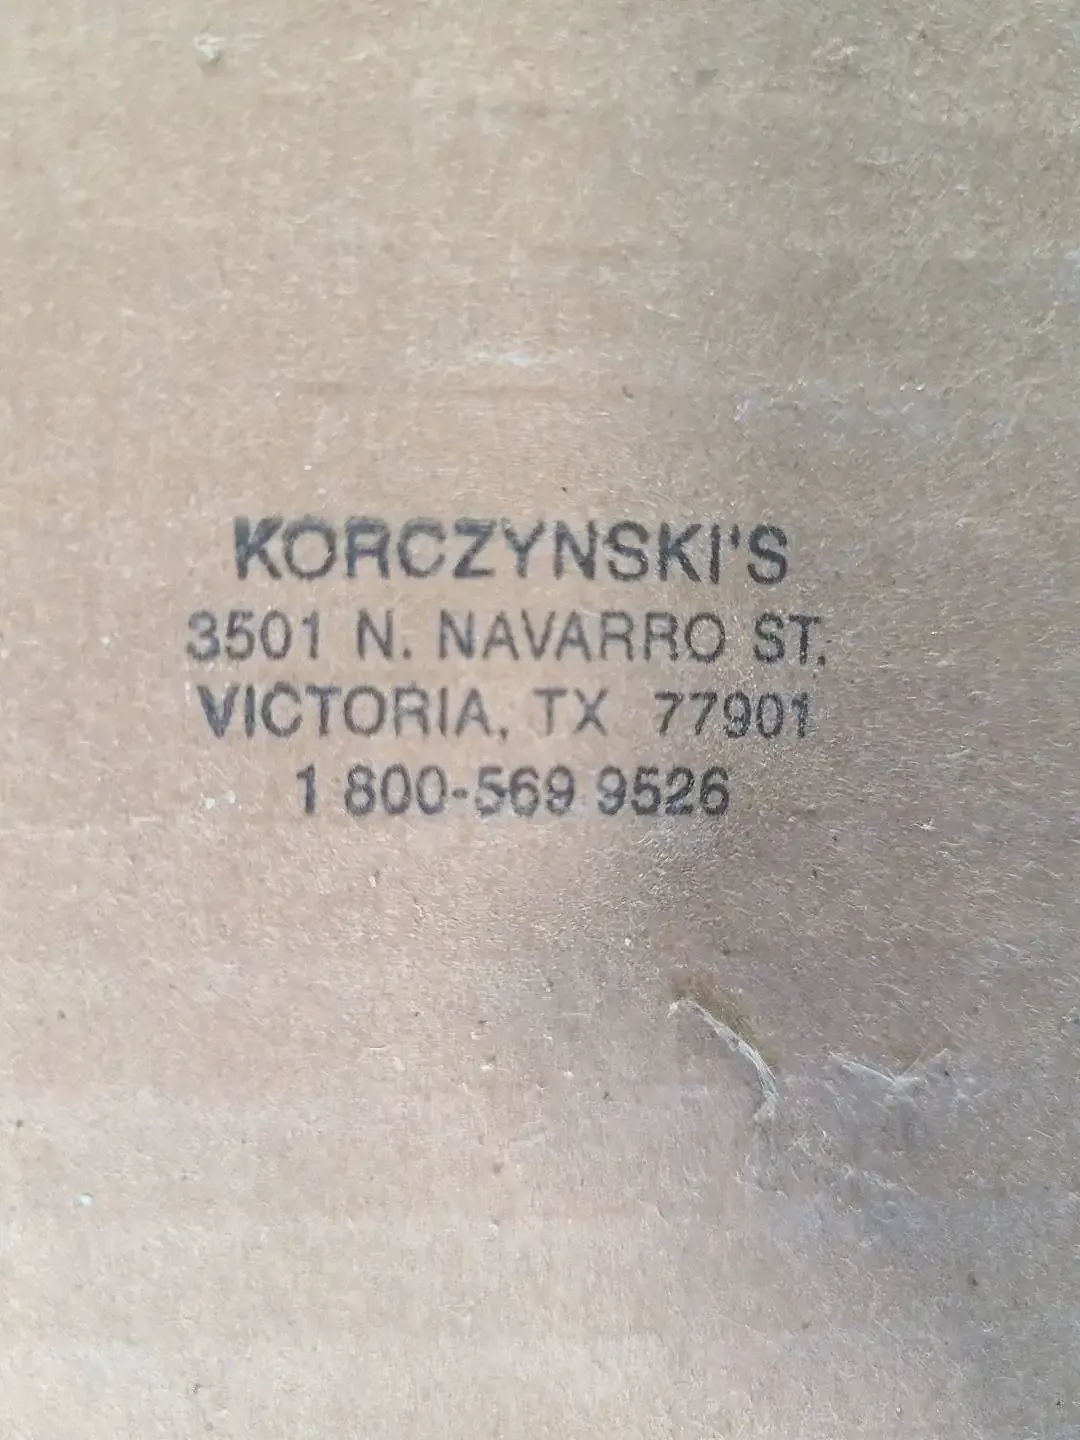 KORCZYNSKI'S
3501 N. NAVARRO ST.
VICTORIA, TX 77901
1 800-569 9526